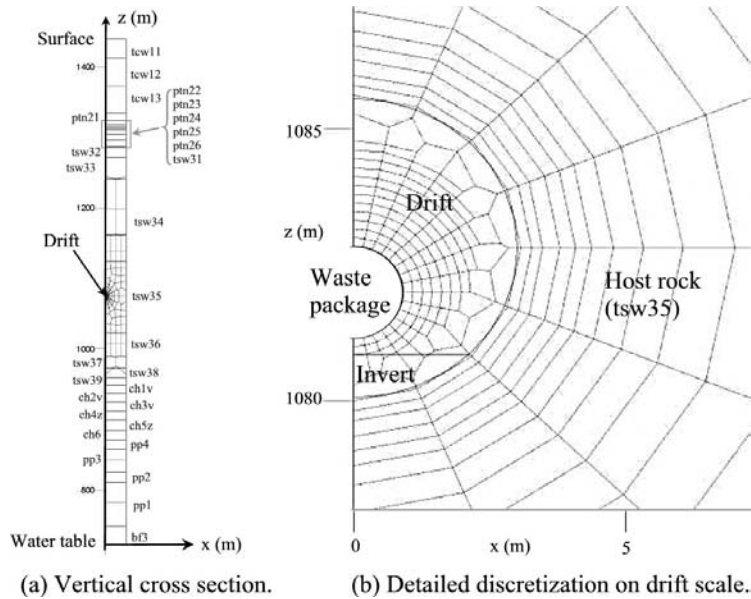 z (m)
Surface
tcw11
1400
tcw12
tcw13
ptn21
ptn22
ptn23
ptn24
ptn25
ptn26
tsw31
tsw32
tsw33
1200
tsw34
Drift
tsw35
1000
tsw36
tsw37
tsw38
tsw39
ch1v
ch2v
ch3v
ch4z
ch5z
ch6
pp4
pp3
pp2
800
pp1
Water table
bf3
x (m)
(a) Vertical cross section.
1085
Drift
z (m)
Waste
package
Host rock
(tsw35)
Invert
1080
0
x (m)
5
(b) Detailed discretization on drift scale.